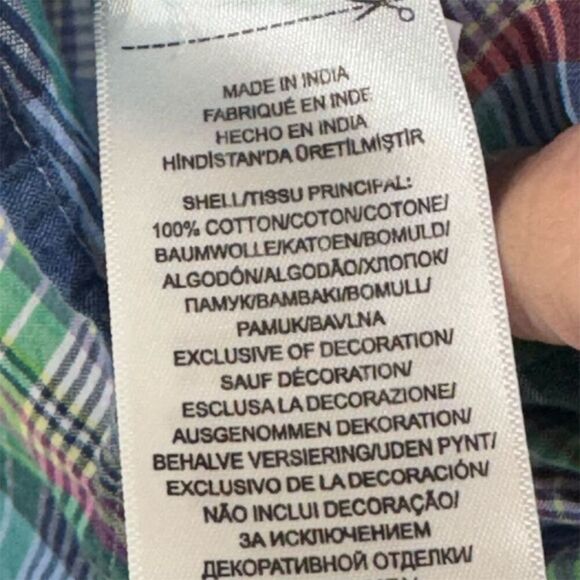 MADE IN INDIA
FABRIQUÉ EN INDE
HECHO EN INDIA
HİNDİSTAN'DA ÜRETİLMİŞTİR
SHELL/TISSU PRINCIPAL:
100% COTTON/COTON/COTONE/
BAUMWOLLE/KATOEN/BOMULD/
ALGODÓN/ALGODÃO/ХЛОПОК/
ПАМУК/BAMBAKI/BOMULL/
PAMUK/BAVLNA
EXCLUSIVE OF DECORATION/
SAUF DÉCORATION/
ESCLUSA LA DECORAZIONE/
AUSGENOMMEN DEKORATION/
BEHALVE VERSIERING/UDEN PYNT/
EXCLUSIVO DE LA DECORACIÓN/
NÃO INCLUI DECORAÇÃO/
ЗА ИСКЛЮЧЕНИЕМ
ДЕКОРАТИВНОЙ ОТДЕЛКИ/